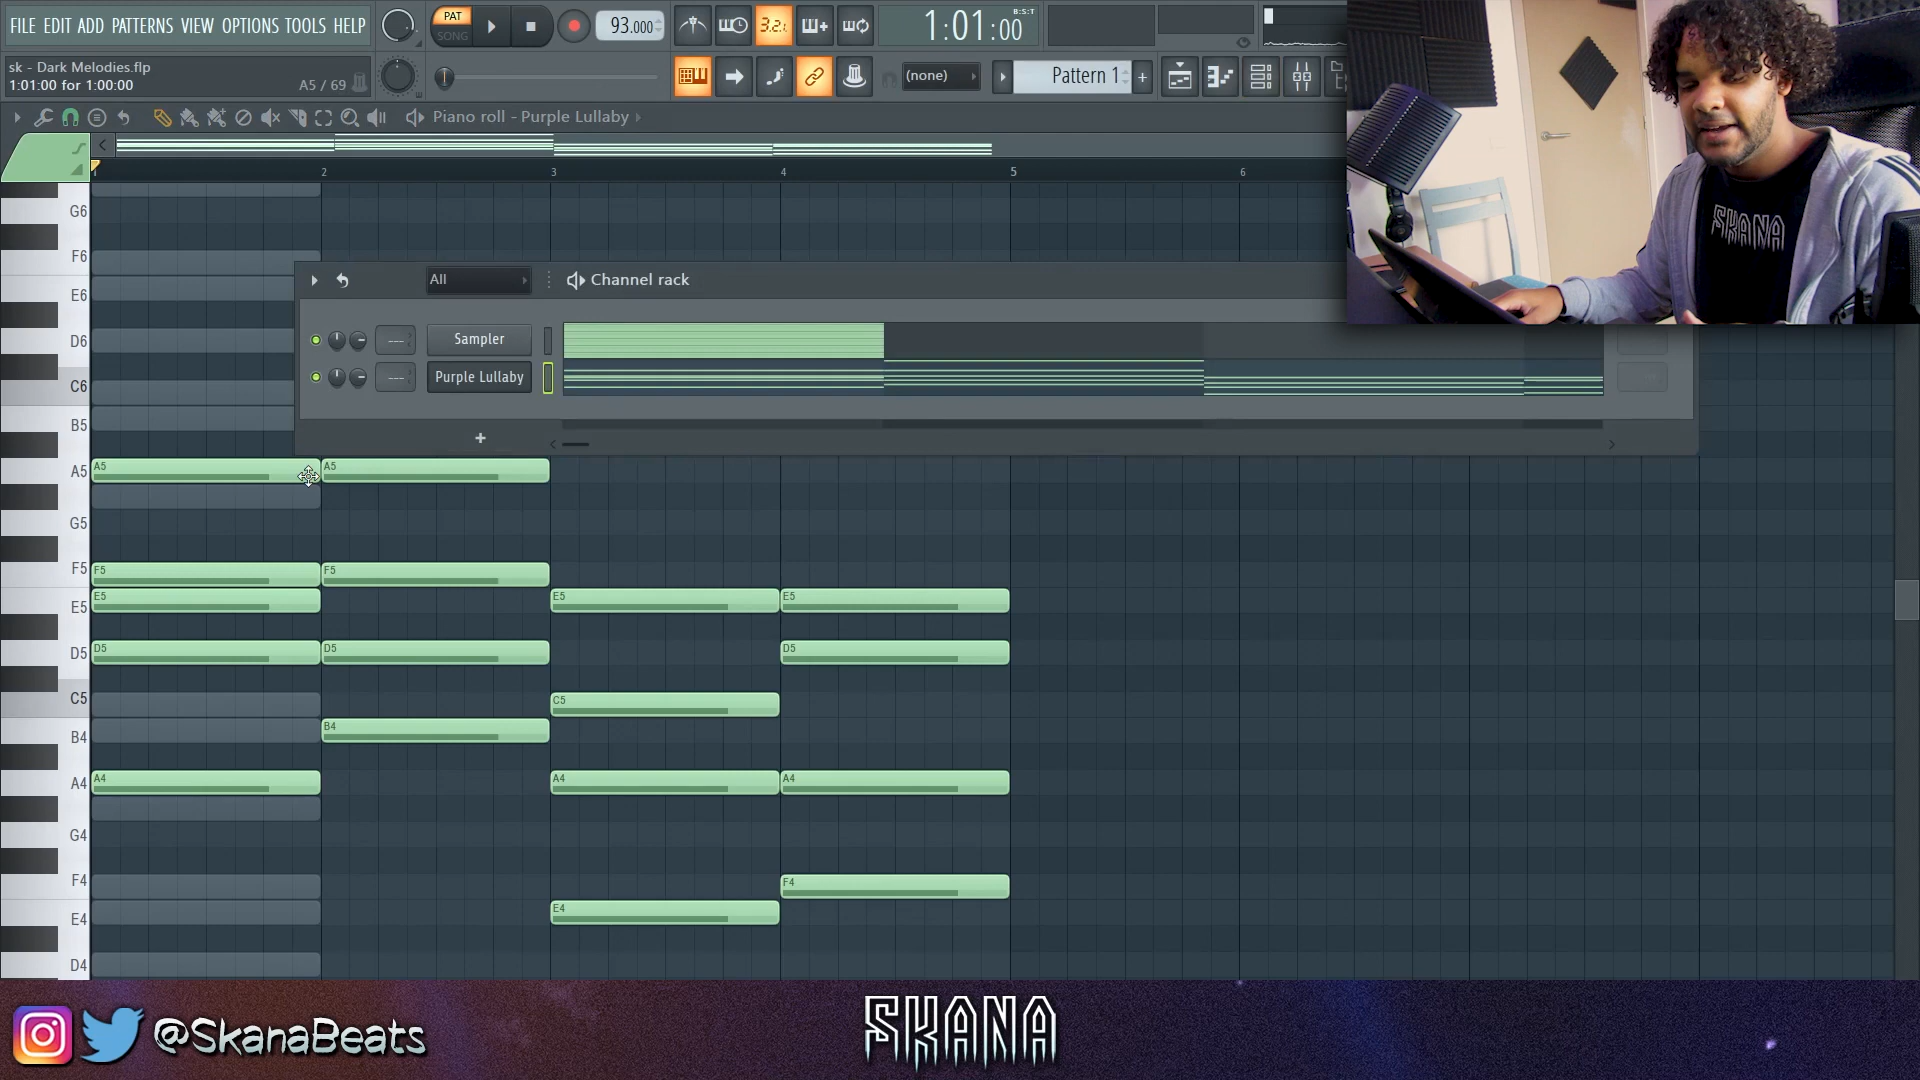 FILE EDIT ADD PATTERNS VIEW OPTIONS TOOLS HELP
PAT
SONG
93.000
3.2.1
1:01:00
B:S:T
sk - Dark Melodies.flp
1:01:00 for 1:00:00
A5 / 69
(none)
Pattern 1
Piano roll - Purple Lullaby
2
3
4
5
6
G6
F6
E6
D6
C6
B5
A5
G5
F5
E5
D5
C5
B4
A4
G4
F4
E4
D4
All
Channel rack
Sampler
Purple Lullaby
A5
A5
F5
F5
E5
E5
E5
D5
D5
D5
C5
B4
A4
A4
A4
F4
E4
SKANA
@SkanaBeats
SKANA